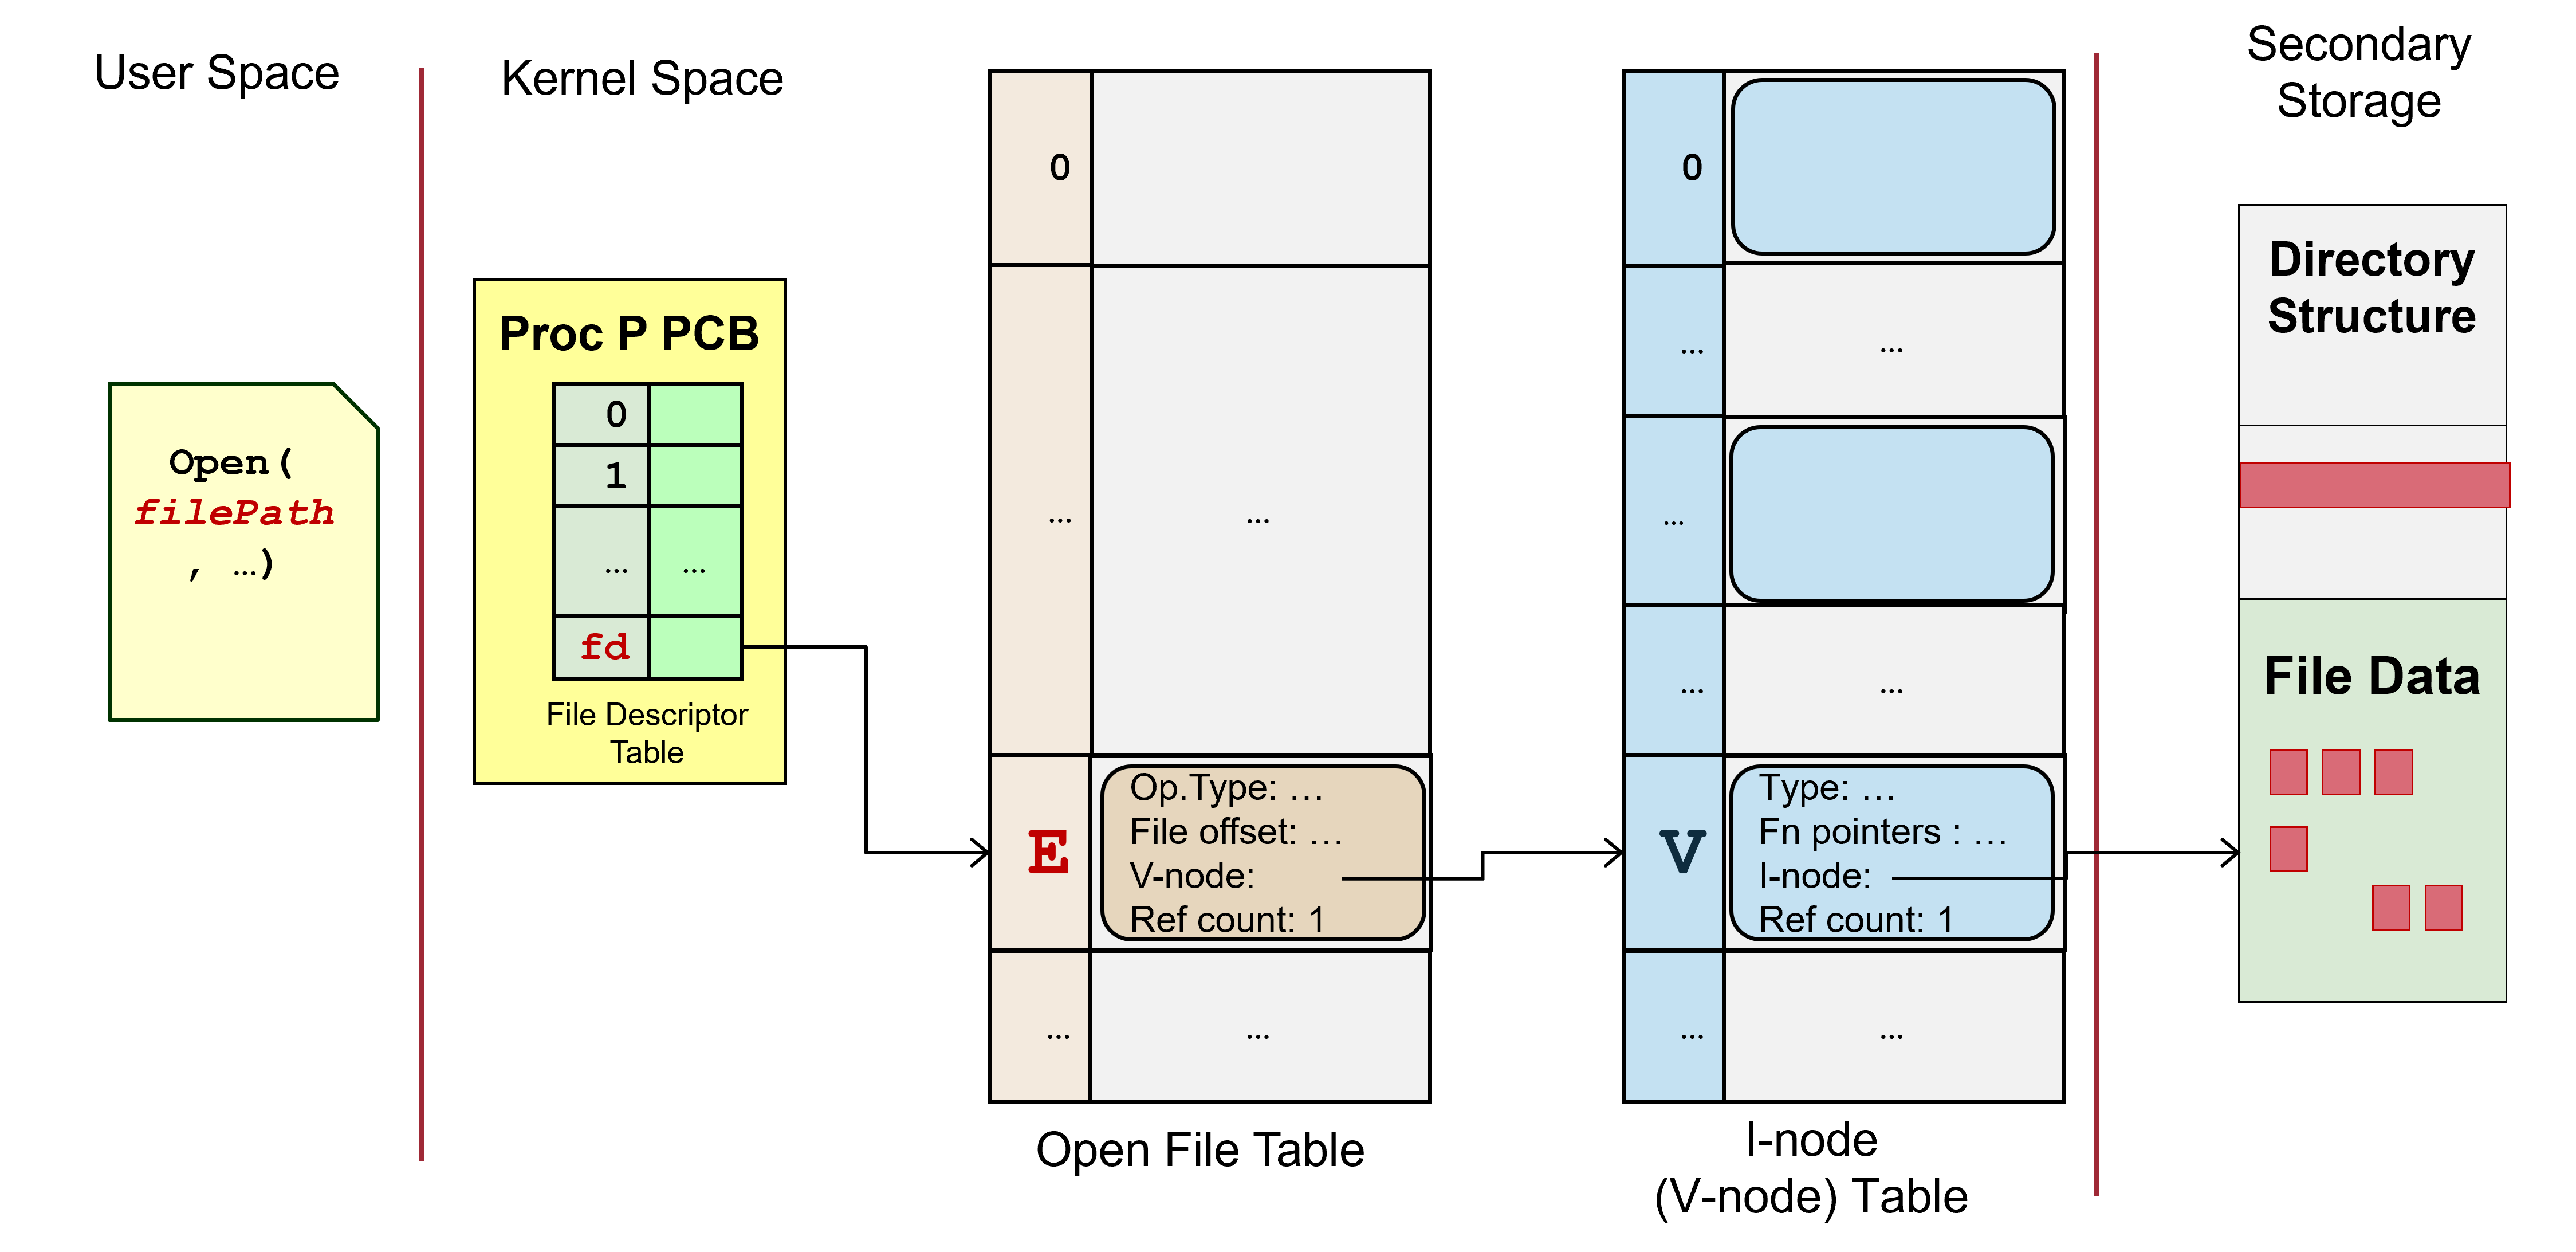 User Space
Kernel Space
Secondary
Storage
Open(
filePath
, …)
Proc P PCB
0
1
… …
fd
File Descriptor
Table
0
… …
E
Op.Type: …
File offset: …
V-node:
Ref count: 1
… …
Open File Table
0
… …
…
… …
V
Type: …
Fn pointers : …
I-node:
Ref count: 1
… …
I-node
(V-node) Table
Directory
Structure
File Data